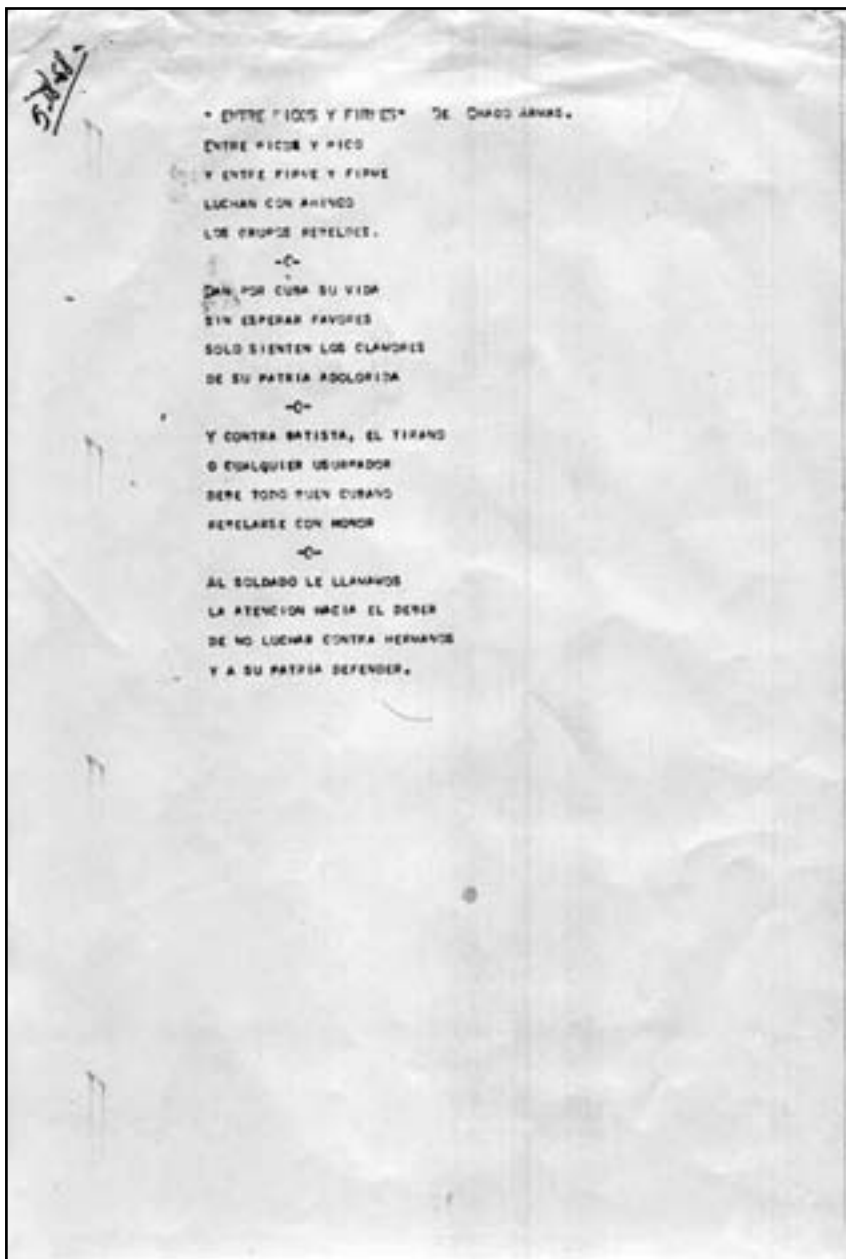 " ENTRE PICOS Y FIRMES" DE CHAGO ARMAS.
ENTRE PICOS Y PICO
Y ENTRE FIRME Y FIRME
LUCHAN CON AHINCO
LOS GRUPOS REBELDES.
-O-
DAN POR CUBA SU VIDA
SIN ESPERAR FAVORES
SOLO SIENTEN LOS CLAMORES
DE SU PATRIA ADOLORIDA
-O-
Y CONTRA BATISTA, EL TIRANO
O CUALQUIER USURPADOR
DEBE TODO BUEN CUBANO
REBELARSE CON HONOR
-O-
AL SOLDADO LE LLAMAMOS
LA ATENCION HACIA EL DEBER
DE NO LUCHAR CONTRA HERMANOS
Y A SU PATRIA DEFENDER.